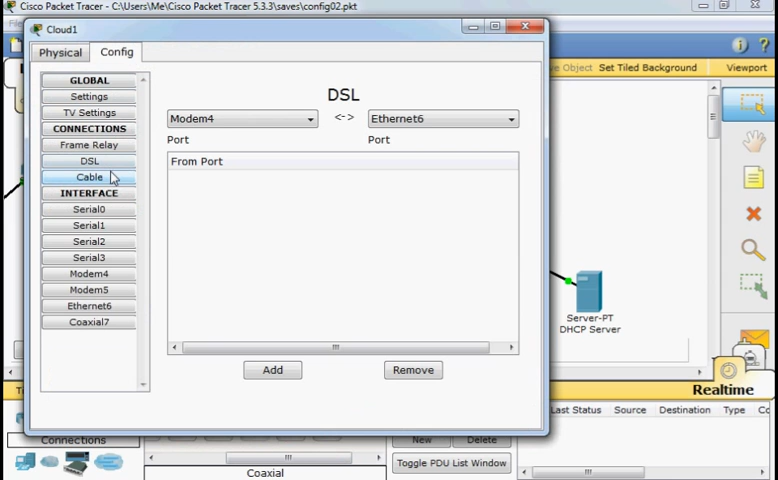 Cisco Packet Tracer - C:\Users\Me\Cisco Packet Tracer 5.3.3\saves\config02.pkt
Cloud1
Physical
Config
Object
Set Tiled Background
Viewport
GLOBAL
Settings
TV Settings
CONNECTIONS
Frame Relay
DSL
Cable
INTERFACE
Serial0
Serial1
Serial2
Serial3
Modem4
Modem5
Ethernet6
Coaxial7
DSL
Modem4
<->
Ethernet6
Port
Port
From Port
Add
Remove
Server-PT
DHCP Server
Realtime
Last Status
Source
Destination
Type
Connections
New
Delete
Toggle PDU List Window
Coaxial